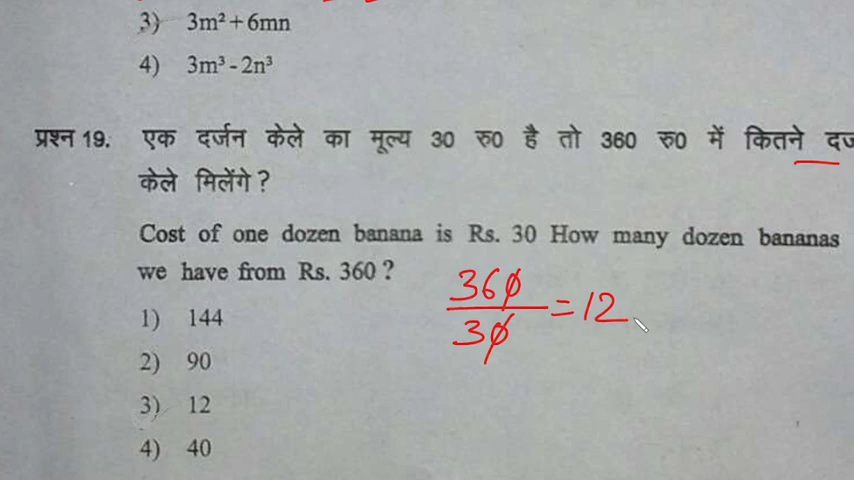 3) 3m² + 6mn
4) 3m³ - 2n³
प्रश्न 19. एक दर्जन केले का मूल्य 30 रु0 है तो 360 रु0 में कितने
केले मिलेंगे ?
Cost of one dozen banana is Rs. 30 How many dozen bananas
we have from Rs. 360 ?
360
30
= 12
1) 144
2) 90
3) 12
4) 40